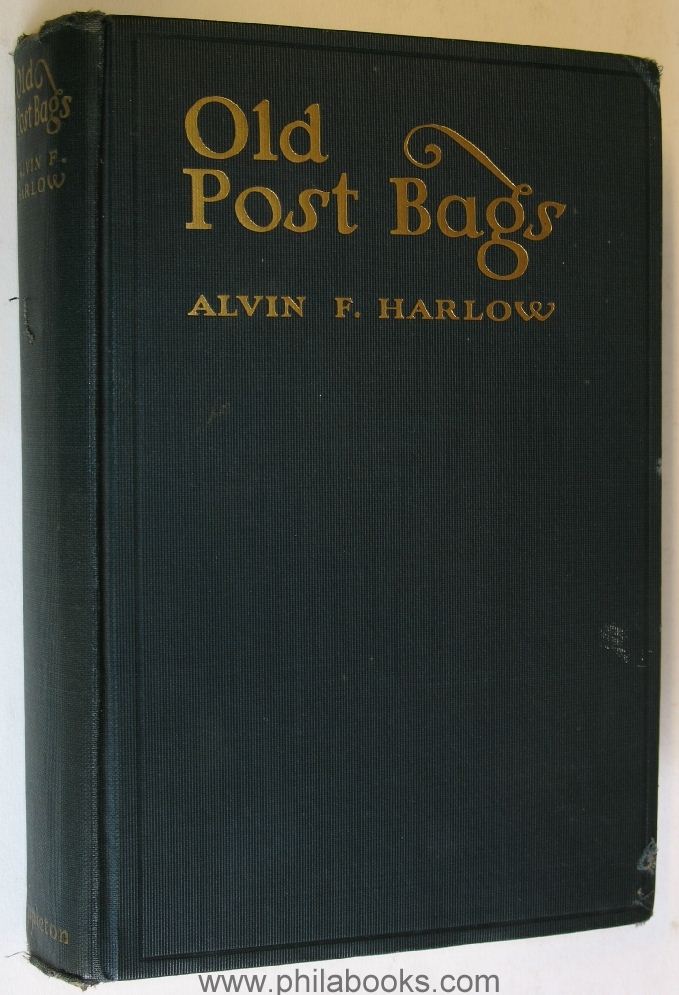 Old
Post Bags
ALVIN F. HARLOW
Old
Post Bags
ALVIN F.
HARLOW
Appleton
www.philabooks.com